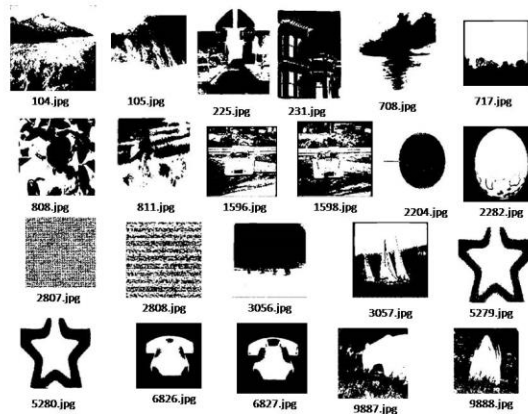 104.jpg 105.jpg 225.jpg 231.jpg 708.jpg 717.jpg
808.jpg 811.jpg 1596.jpg 1598.jpg 2204.jpg 2282.jpg
2807.jpg 2808.jpg 3056.jpg 3057.jpg 5279.jpg
5280.jpg 6826.jpg 6827.jpg 9887.jpg 9888.jpg